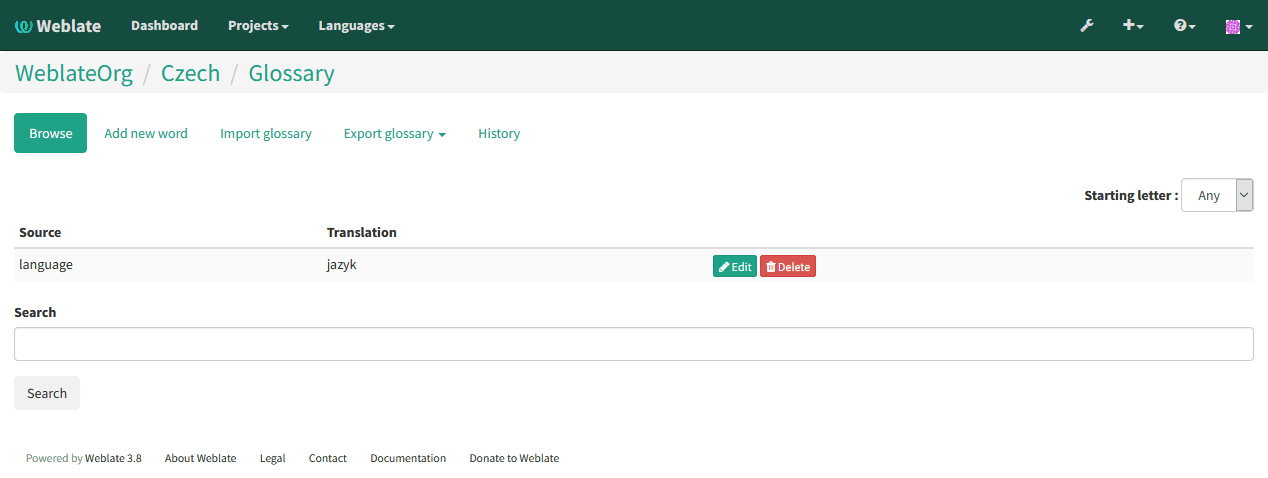 Weblate Dashboard Projects Languages
WeblateOrg / Czech / Glossary
Browse Add new word Import glossary Export glossary History
Starting letter : Any
Source Translation
language jazyk Edit Delete
Search
Search
Powered by Weblate 3.8 About Weblate Legal Contact Documentation Donate to Weblate